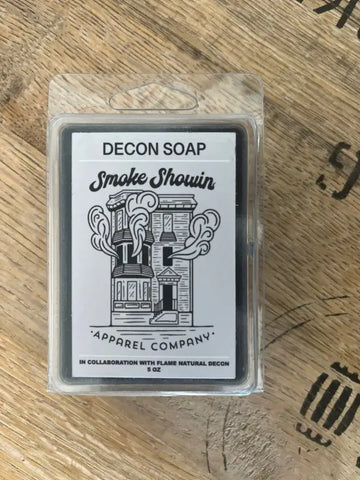 DECON SOAP
Smoke Showin
·APPAREL COMPANY·
IN COLLABORATION WITH FLAME NATURAL DECON
5 OZ